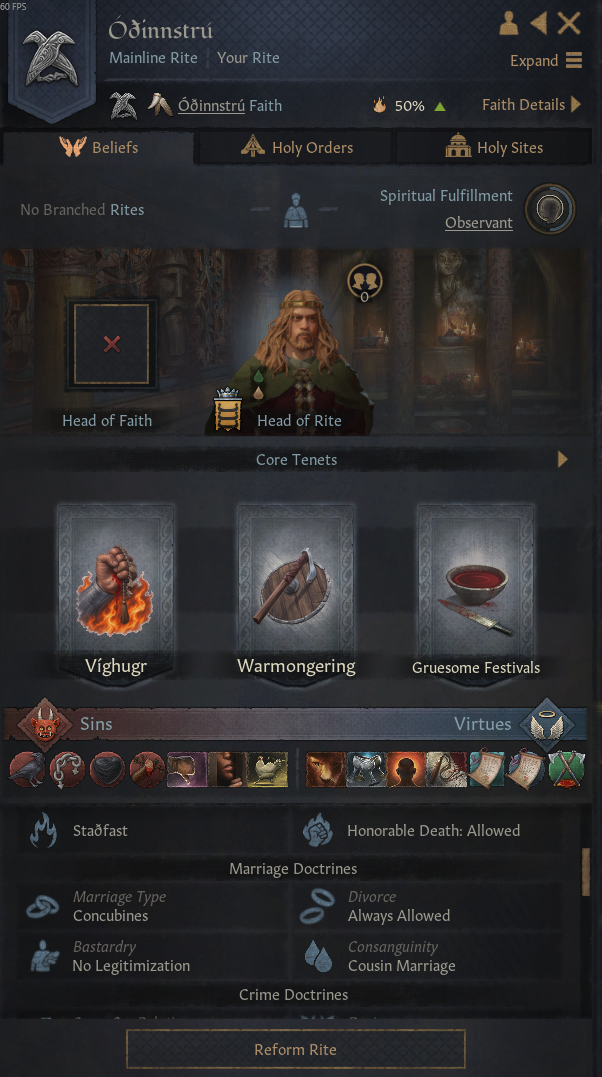 60 FPS
Óðinnstrú
Mainline Rite Your Rite
Expand
Óðinnstrú Faith
50%
Faith Details
Beliefs
Holy Orders
Holy Sites
No Branched Rites
Spiritual Fulfillment
Observant
0
Head of Faith
Head of Rite
Core Tenets
Víghugr
Warmongering
Gruesome Festivals
Sins
Virtues
Staðfast
Honorable Death: Allowed
Marriage Doctrines
Marriage Type
Concubines
Divorce
Always Allowed
Bastardry
No Legitimization
Consanguinity
Cousin Marriage
Crime Doctrines
Reform Rite